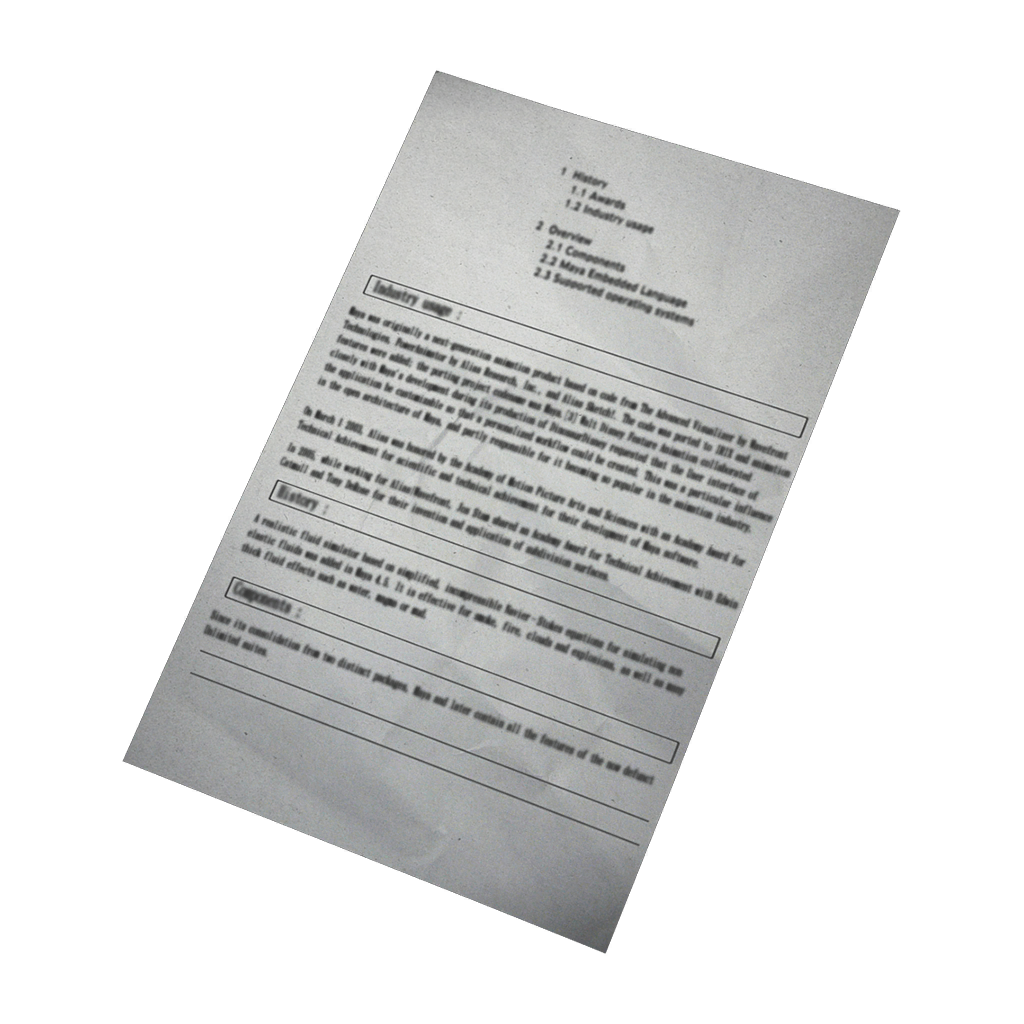 1 History
1.1 Awards
1.2 Industry usage
2 Overview
2.1 Components
2.2 Maya Embedded Language
2.3 Supported operating systems
Industry usage :
Maya was originally a next-generation animation product based on code from The Advanced Visualizer by Wavefront
Technologies, PowerAnimator by Alias Research, Inc., and Alias Sketch!. The code was ported to IRIX and animation
features were added; the porting project codename was Maya.[3] Walt Disney Feature Animation collaborated
closely with Maya's development during its production of Dinosaur. Disney requested that the User interface of
the application be customizable so that a personalized workflow could be created. This was a particular influence
in the open architecture of Maya, and partly responsible for it becoming so popular in the animation industry.
On March 1 2003, Alias was honored by the Academy of Motion Picture Arts and Sciences with an Academy Award for
Technical Achievement for scientific and technical achievement for their development of Maya software.
In 2005, while working for Alias|Wavefront, Jos Stam shared an Academy Award for Technical Achievement with Edwin
Catmull and Tony DeRose for their invention and application of subdivision surfaces.
History :
A realistic fluid simulator based on simplified, incompressible Navier-Stokes equations for simulating non
elastic fluids was added in Maya 4.5. It is effective for smoke, fire, clouds and explosions, as well as many
thick fluid effects such as water, magma or mud.
Components :
Since its consolidation from two distinct packages, Maya and later contain all the features of the now defunct
Unlimited suites.